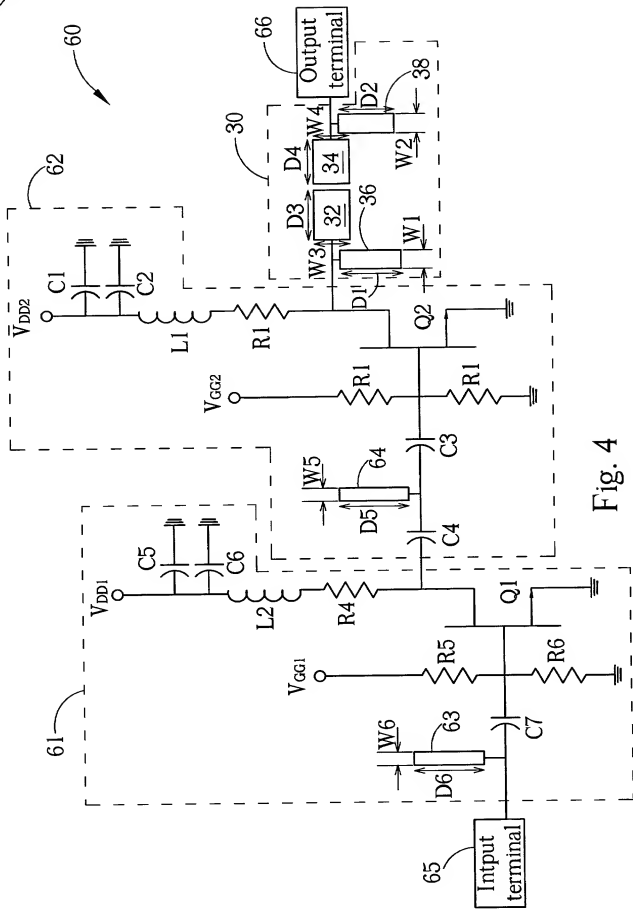 60
62
66
Output
terminal
30
VDD2
C1
C2
L1
R1
D3
D4
W4
32
34
W3
36
D1
W1
D2
W2
38
Q2
VGG2
R1
R1
C3
W5
64
D5
C4
61
VDD1
C5
C6
L2
R4
Q1
VGG1
R5
R6
C7
W6
63
D6
65
Intput
terminal
Fig. 4